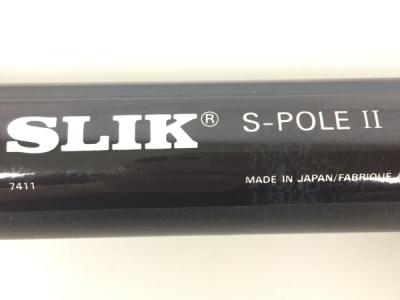 SLIK® S-POLE II
7411 MADE IN JAPAN/FABRIQUE